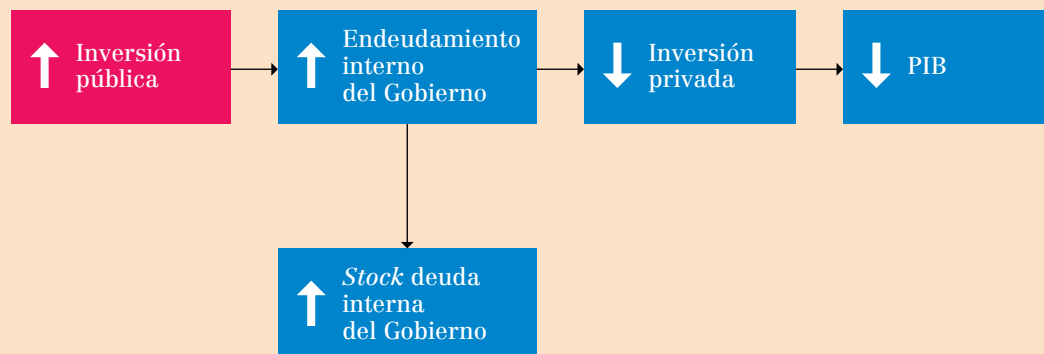 Inversión
pública
Endeudamiento
interno
del Gobierno
Inversión
privada
PIB
Stock deuda
interna
del Gobierno